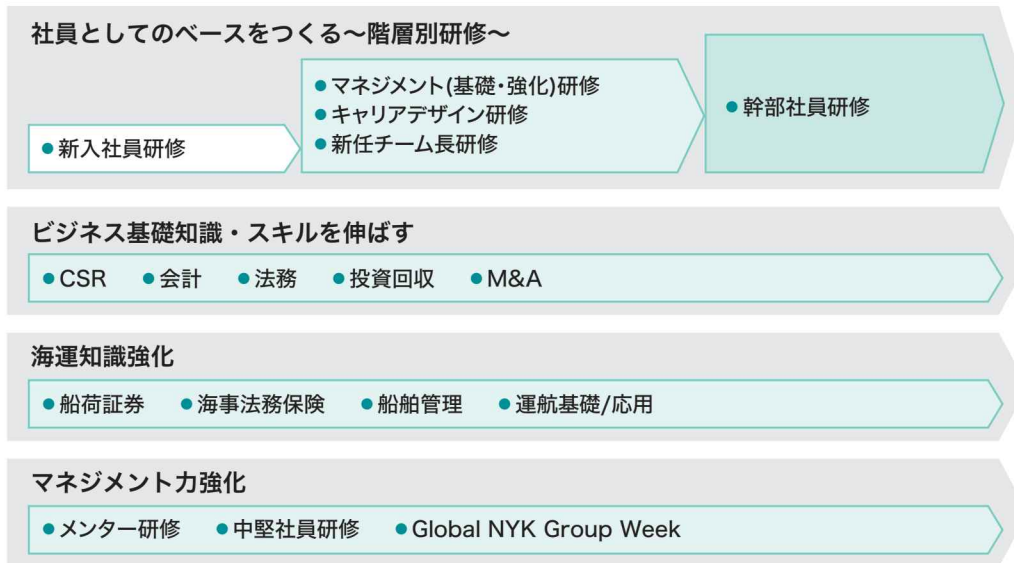 社員としてのベースをつくる〜階層別研修〜
●新入社員研修
●マネジメント(基礎・強化)研修
●キャリアデザイン研修
●新任チーム長研修
●幹部社員研修
ビジネス基礎知識・スキルを伸ばす
●CSR ●会計 ●法務 ●投資回収 ●M&A
海運知識強化
●船荷証券 ●海事法務保険 ●船舶管理 ●運航基礎/応用
マネジメント力強化
●メンター研修 ●中堅社員研修 ●Global NYK Group Week